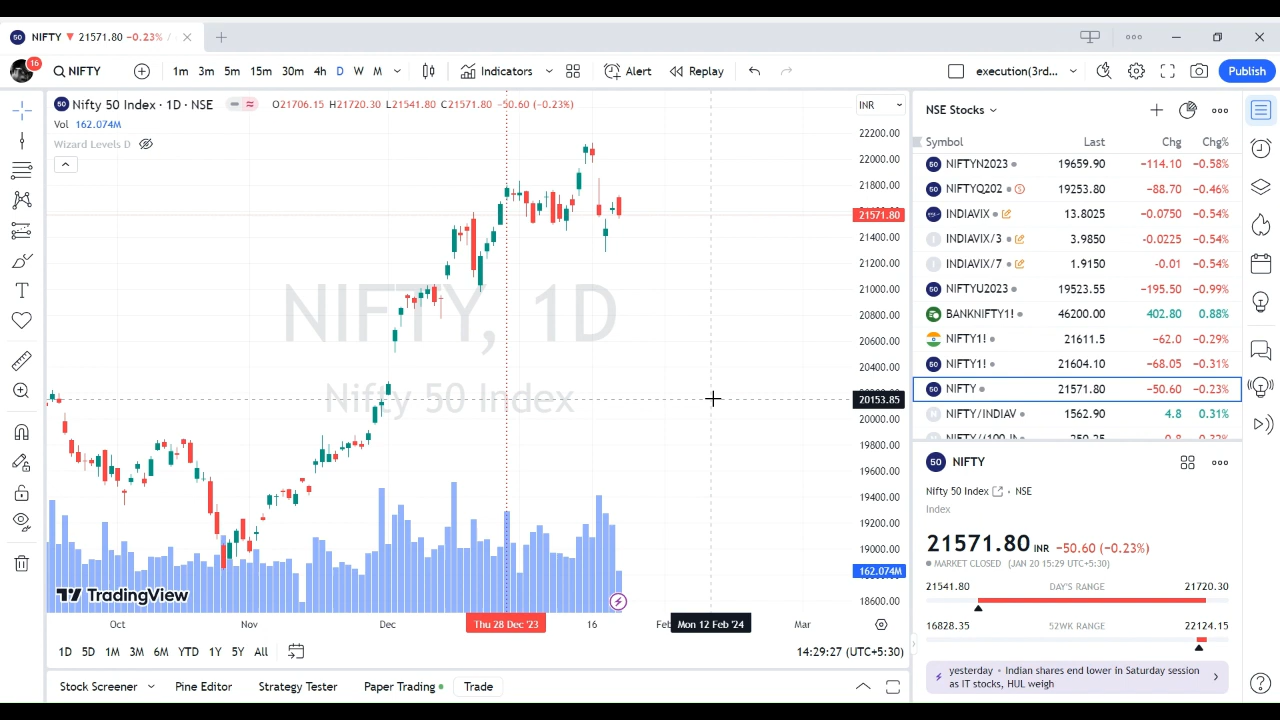 NIFTY ▼ 21571.80 −0.23% /
16
NIFTY
1m 3m 5m 15m 30m 4h D W M
Indicators
Alert
Replay
execution(3rd...
Publish
Nifty 50 Index · 1D · NSE
O21706.15 H21720.30 L21541.80 C21571.80 −50.60 (−0.23%)
Vol 162.074M
Wizard Levels D
INR
22200.00
22000.00
21800.00
21571.80
21400.00
21200.00
21000.00
20800.00
20600.00
20400.00
20153.85
20000.00
19800.00
19600.00
19400.00
19200.00
19000.00
162.074M
18600.00
NIFTY, 1D
Nifty 50 Index
TradingView
Oct Nov Dec Thu 28 Dec '23 16 Feb Mon 12 Feb '24 Mar
1D 5D 1M 3M 6M YTD 1Y 5Y All
14:29:27 (UTC+5:30)
Stock Screener Pine Editor Strategy Tester Paper Trading Trade
NSE Stocks
Symbol Last Chg Chg%
NIFTYN2023 19659.90 −114.10 −0.58%
NIFTYQ202 19253.80 −88.70 −0.46%
INDIAVIX 13.8025 −0.0750 −0.54%
INDIAVIX/3 3.9850 −0.0225 −0.54%
INDIAVIX/7 1.9150 −0.01 −0.54%
NIFTYU2023 19523.55 −195.50 −0.99%
BANKNIFTY1! 46200.00 402.80 0.88%
NIFTY1! 21611.5 −62.0 −0.29%
NIFTY1! 21604.10 −68.05 −0.31%
50 NIFTY 21571.80 −50.60 −0.23%
NIFTY/INDIAV 1562.90 4.8 0.31%
50 NIFTY
Nifty 50 Index · NSE
Index
21571.80 INR −50.60 (−0.23%)
MARKET CLOSED (JAN 20 15:29 UTC+5:30)
21541.80 DAY'S RANGE 21720.30
16828.35 52WK RANGE 22124.15
yesterday · Indian shares end lower in Saturday session
as IT stocks, HUL weigh